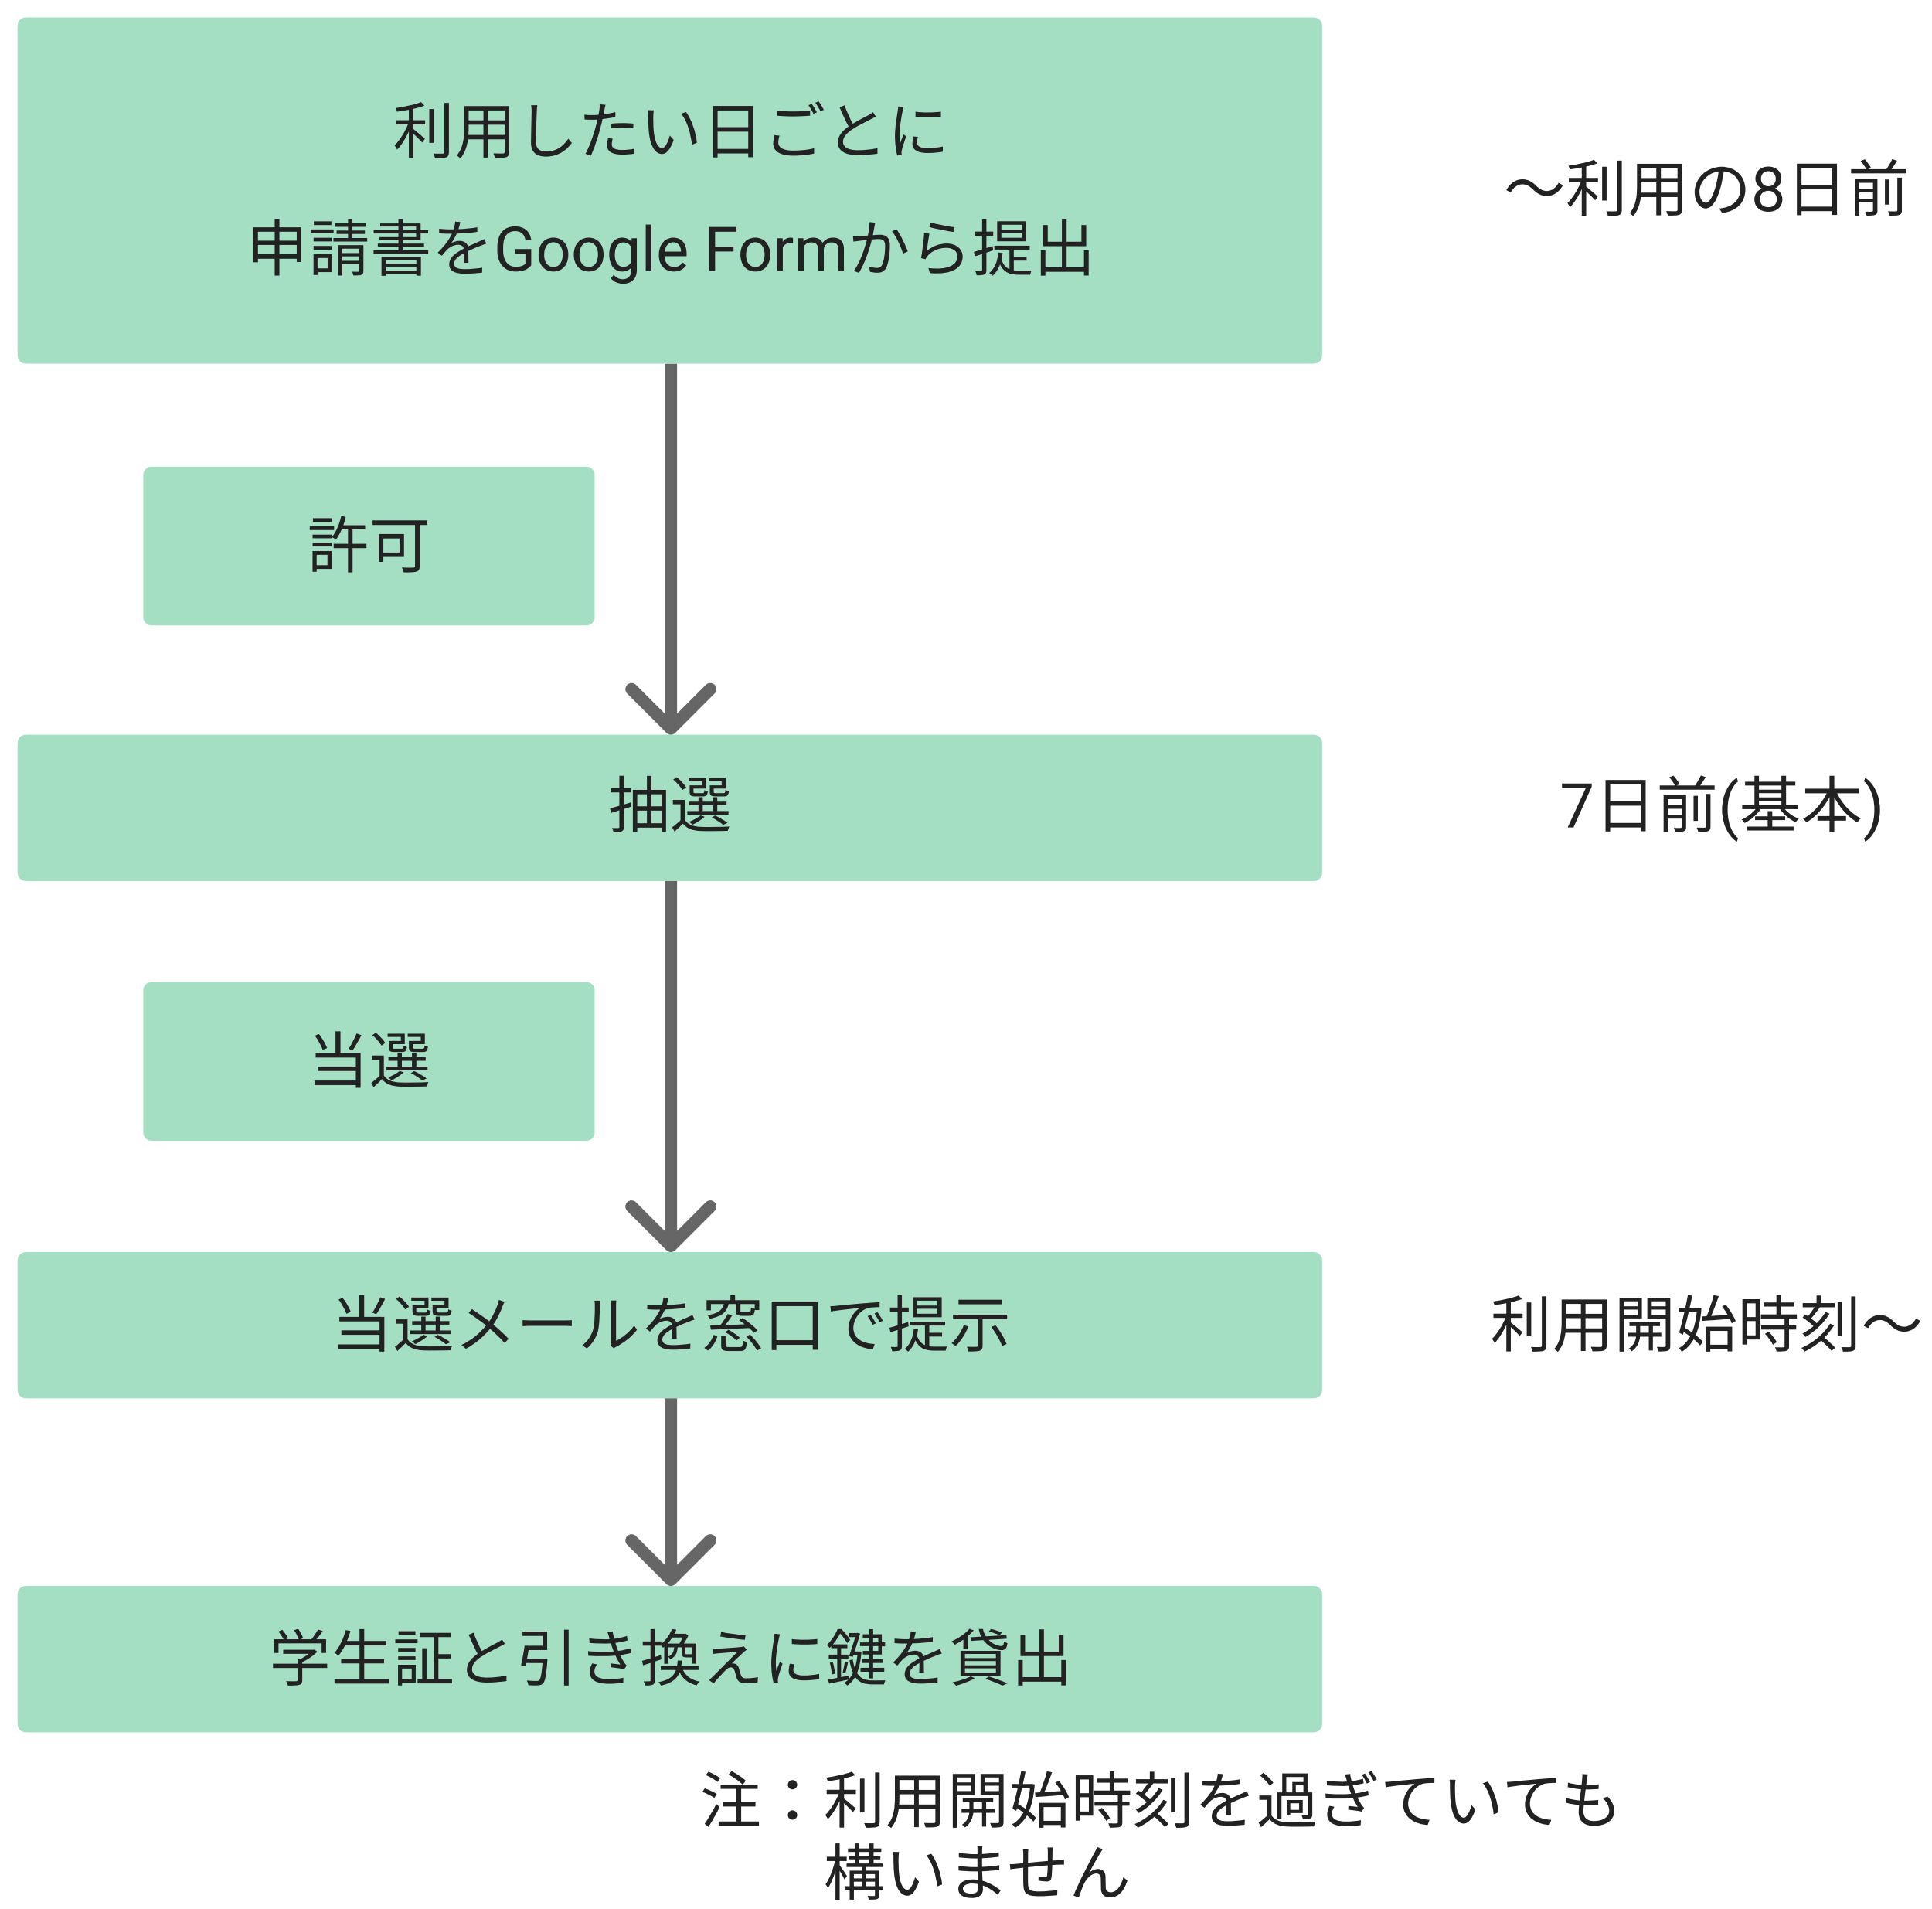 利用したい日ごとに
申請書をGoogle Formから提出
～利用の8日前
許可
抽選
7日前(基本)
当選
当選メールを窓口で提示
利用開始時刻～
学生証と引き換えに鍵を貸出
注：利用開始時刻を過ぎていても
構いません